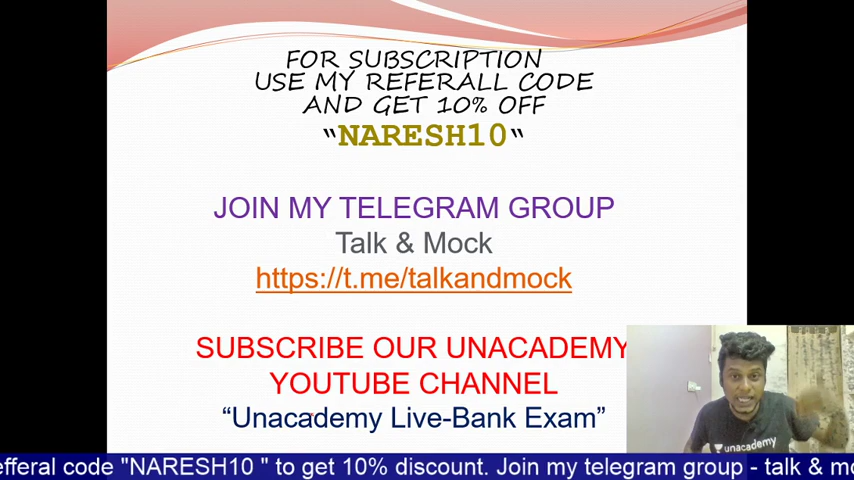 FOR SUBSCRIPTION
USE MY REFERALL CODE
AND GET 10% OFF
"NARESH10"
JOIN MY TELEGRAM GROUP
Talk & Mock
https://t.me/talkandmock
SUBSCRIBE OUR UNACADEMY
YOUTUBE CHANNEL
“Unacademy Live-Bank Exam”
unacademy
efferal code "NARESH10 " to get 10% discount. Join my telegram group - talk & mo